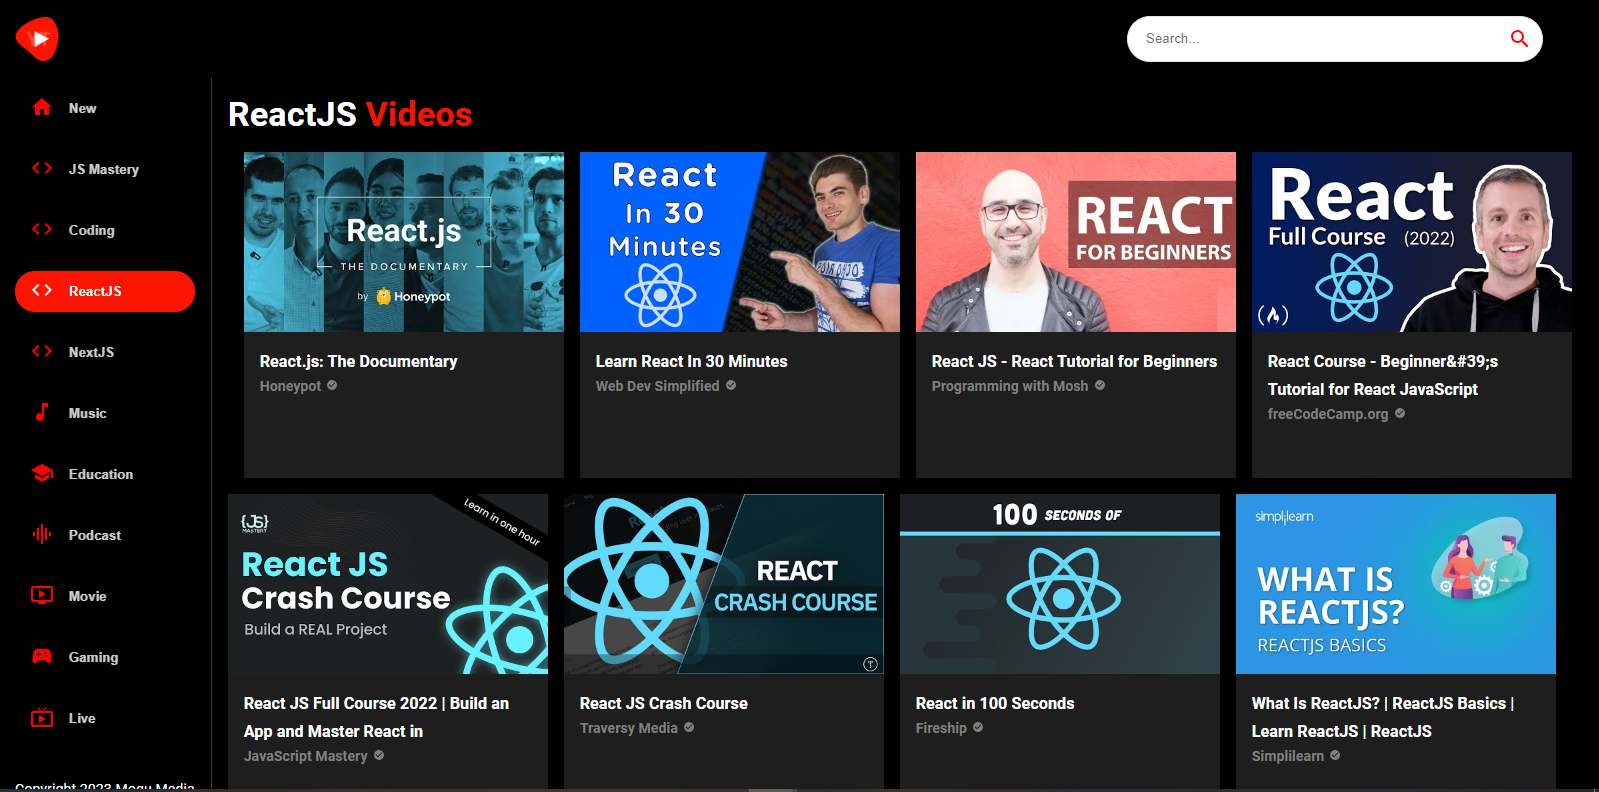 Search...
New
JS Mastery
Coding
ReactJS
NextJS
Music
Education
Podcast
Movie
Gaming
Live
Copyright 2023 Mogu Media
ReactJS Videos
React.js
THE DOCUMENTARY
by Honeypot
React.js: The Documentary
Honeypot
React
In 30
Minutes
Learn React In 30 Minutes
Web Dev Simplified
REACT
FOR BEGINNERS
React JS - React Tutorial for Beginners
Programming with Mosh
React
Full Course (2022)
React Course - Beginner&#39;s
Tutorial for React JavaScript
freeCodeCamp.org
{JS}
MASTERY
Learn in one hour
React JS
Crash Course
Build a REAL Project
React JS Full Course 2022 | Build an
App and Master React in
JavaScript Mastery
REACT
CRASH COURSE
T
React JS Crash Course
Traversy Media
100 SECONDS OF
React in 100 Seconds
Fireship
simplilearn
WHAT IS
REACTJS?
REACTJS BASICS
What Is ReactJS? | ReactJS Basics |
Learn ReactJS | ReactJS
Simplilearn